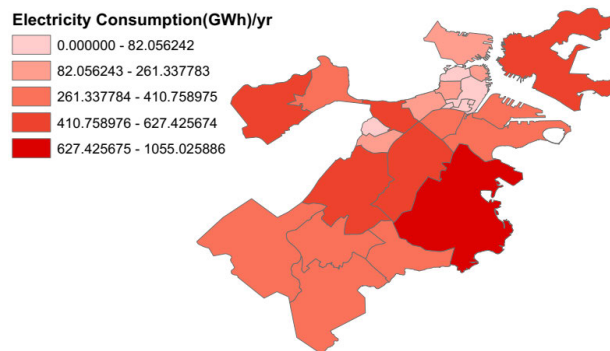 Electricity Consumption(GWh)/yr
0.000000 - 82.056242
82.056243 - 261.337783
261.337784 - 410.758975
410.758976 - 627.425674
627.425675 - 1055.025886